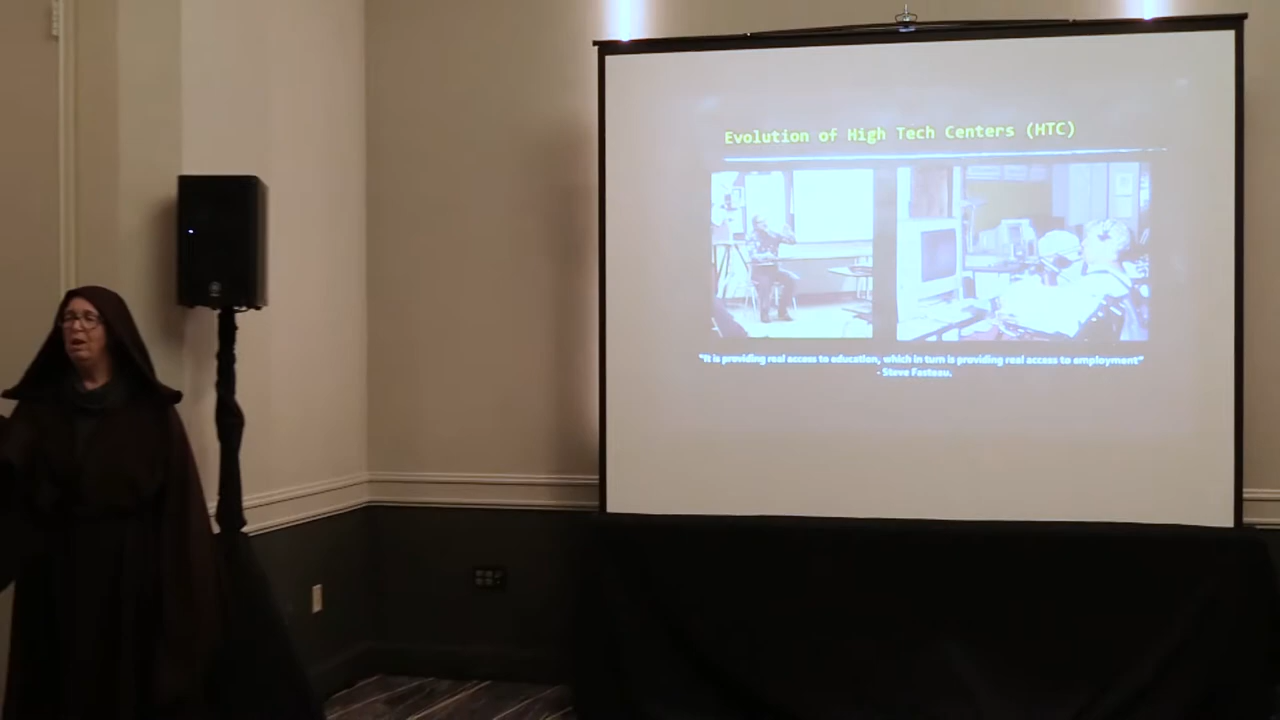 Evolution of High Tech Centers (HTC)
"It is providing real access to education, which in turn is providing real access to employment"
- Steve Fasteau.